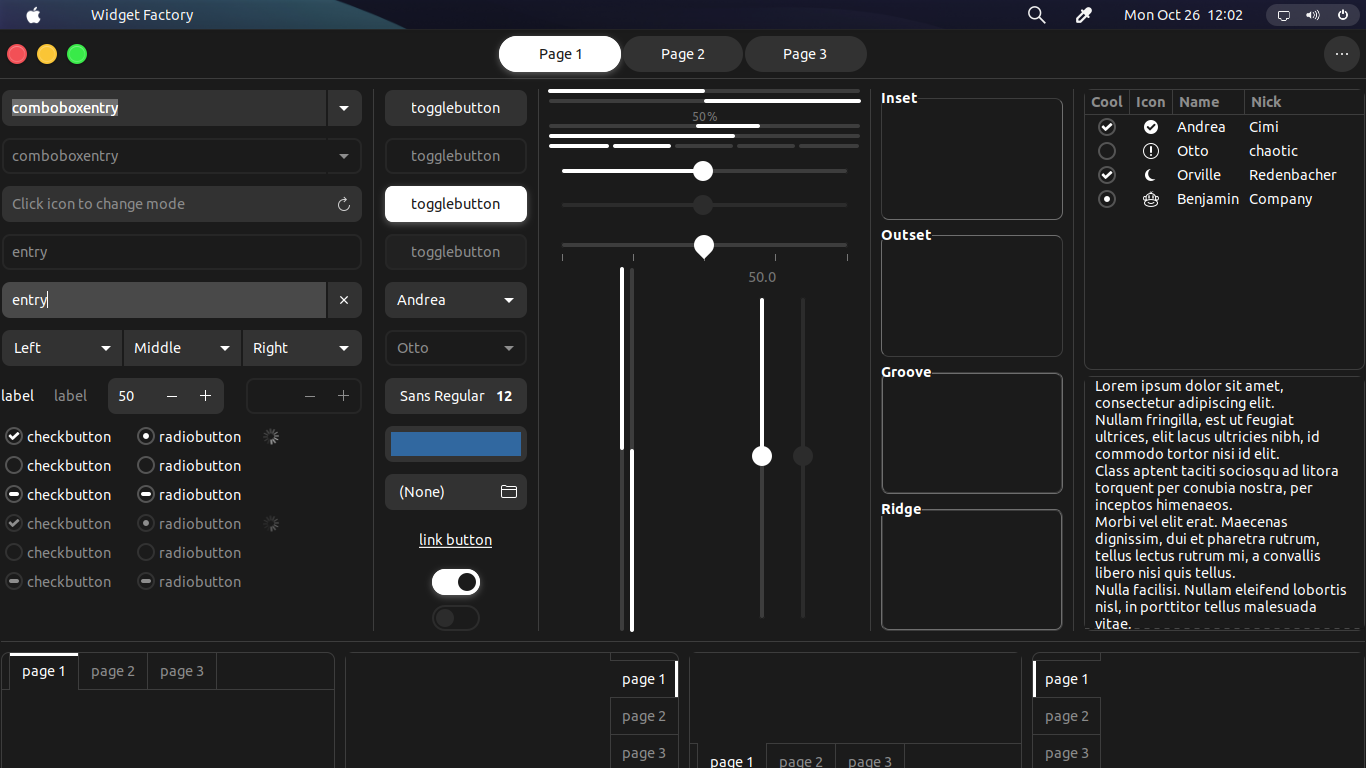 Widget Factory
Mon Oct 26 12:02
Page 1
Page 2
Page 3
comboboxentry
comboboxentry
Click icon to change mode
entry
entry
Left
Middle
Right
label
label
50
checkbutton
radiobutton
checkbutton
radiobutton
checkbutton
radiobutton
checkbutton
radiobutton
checkbutton
radiobutton
checkbutton
radiobutton
togglebutton
togglebutton
togglebutton
togglebutton
Andrea
Otto
Sans Regular 12
(None)
link button
50%
50.0
Inset
Outset
Groove
Ridge
Cool Icon Name Nick
Andrea Cimi
Otto chaotic
Orville Redenbacher
Benjamin Company
Lorem ipsum dolor sit amet,
consectetur adipiscing elit.
Nullam fringilla, est ut feugiat
ultrices, elit lacus ultricies nibh, id
commodo tortor nisi id elit.
Class aptent taciti sociosqu ad litora
torquent per conubia nostra, per
inceptos himenaeos.
Morbi vel elit erat. Maecenas
dignissim, dui et pharetra rutrum,
tellus lectus rutrum mi, a convallis
libero nisi quis tellus.
Nulla facilisi. Nullam eleifend lobortis
nisl, in porttitor tellus malesuada
vitae.
page 1
page 2
page 3
page 1
page 2
page 3
page 1
page 2
page 3
page 1
page 2
page 3